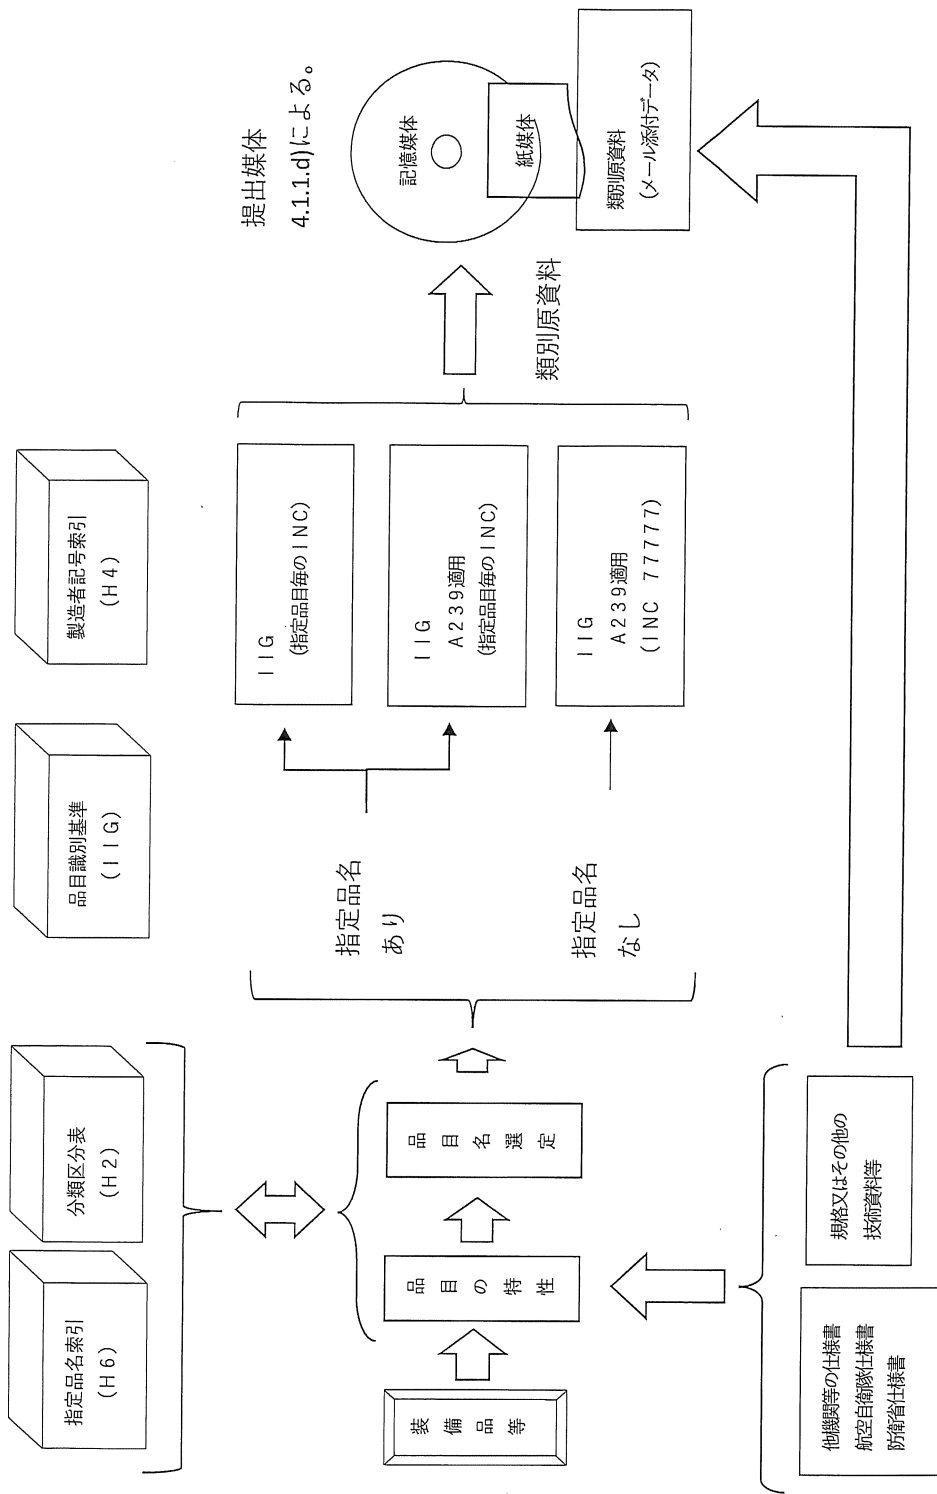 指定品名索引
(H6)
分類区分表
(H2)
品目識別基準
(IIG)
製造者記号索引
(H4)
提出媒体
4.1.1.d)による。
装備品等
品目の特性
品目名選定
指定品名
あり
指定品名
なし
IIG
(指定品目毎のINC)
IIG
A239適用
(指定品目毎のINC)
IIG
A239適用
(INC 77777)
類別原資料
記憶媒体
紙媒体
類別原資料
(メール添付データ)
他機関等の仕様書
航空自衛隊仕様書
防衛省仕様書
規格又はその他の
技術資料等